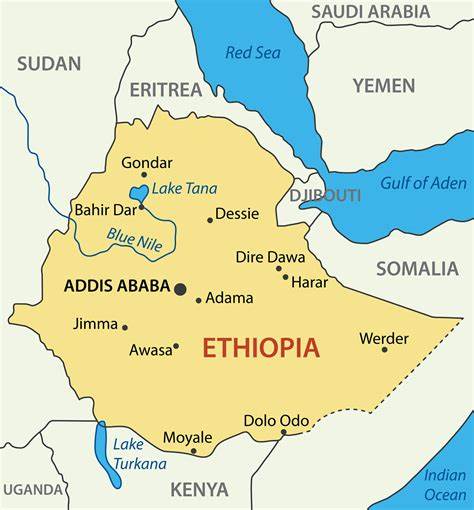 SAUDI ARABIA
Red Sea
SUDAN
YEMEN
ERITREA
Gondar
Lake Tana
Gulf of Aden
DJIBOUTI
Bahir Dar
Dessie
Blue Nile
Dire Dawa
SOMALIA
Harar
ADDIS ABABA
Adama
Jimma
Werder
Awasa
ETHIOPIA
Dolo Odo
Moyale
Lake
Turkana
Indian
Ocean
UGANDA
KENYA